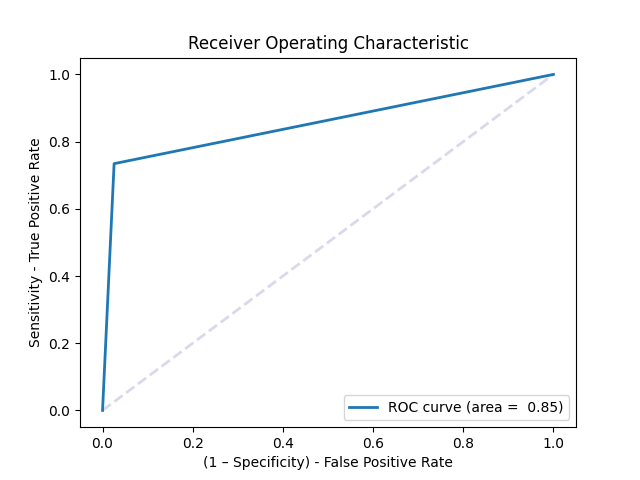 Receiver Operating Characteristic
1.0
0.8
0.6
0.4
0.2
0.0
Sensitivity - True Positive Rate
ROC curve (area =  0.85)
0.0 0.2 0.4 0.6 0.8 1.0
(1 – Specificity) - False Positive Rate